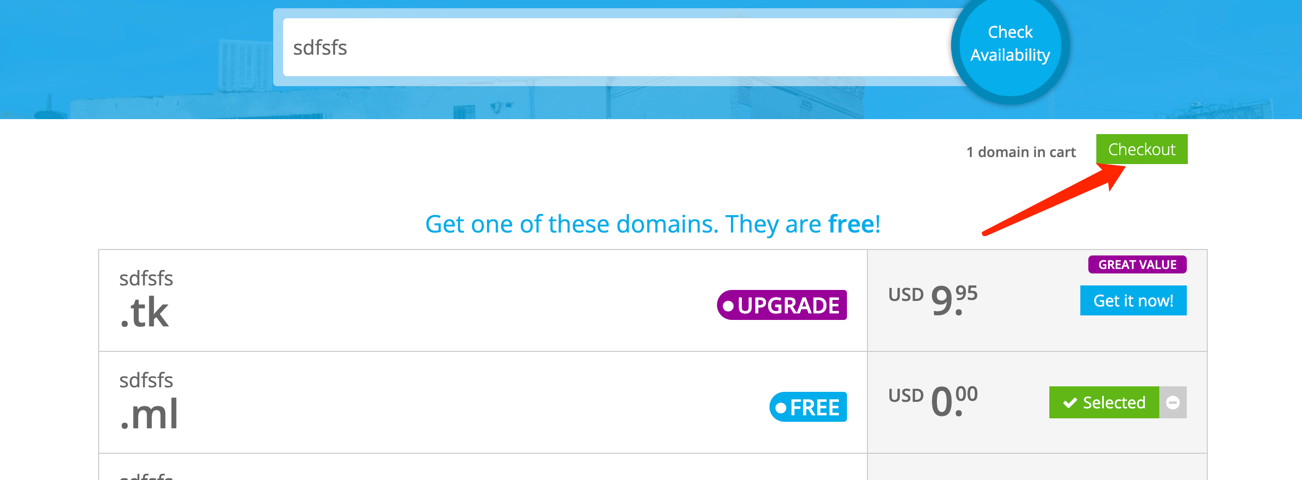 sdfsfs
Check
Availability
1 domain in cart
Checkout
Get one of these domains. They are free!
sdfsfs
.tk
UPGRADE
USD 9.95
GREAT VALUE
Get it now!
sdfsfs
.ml
FREE
USD 0.00
Selected